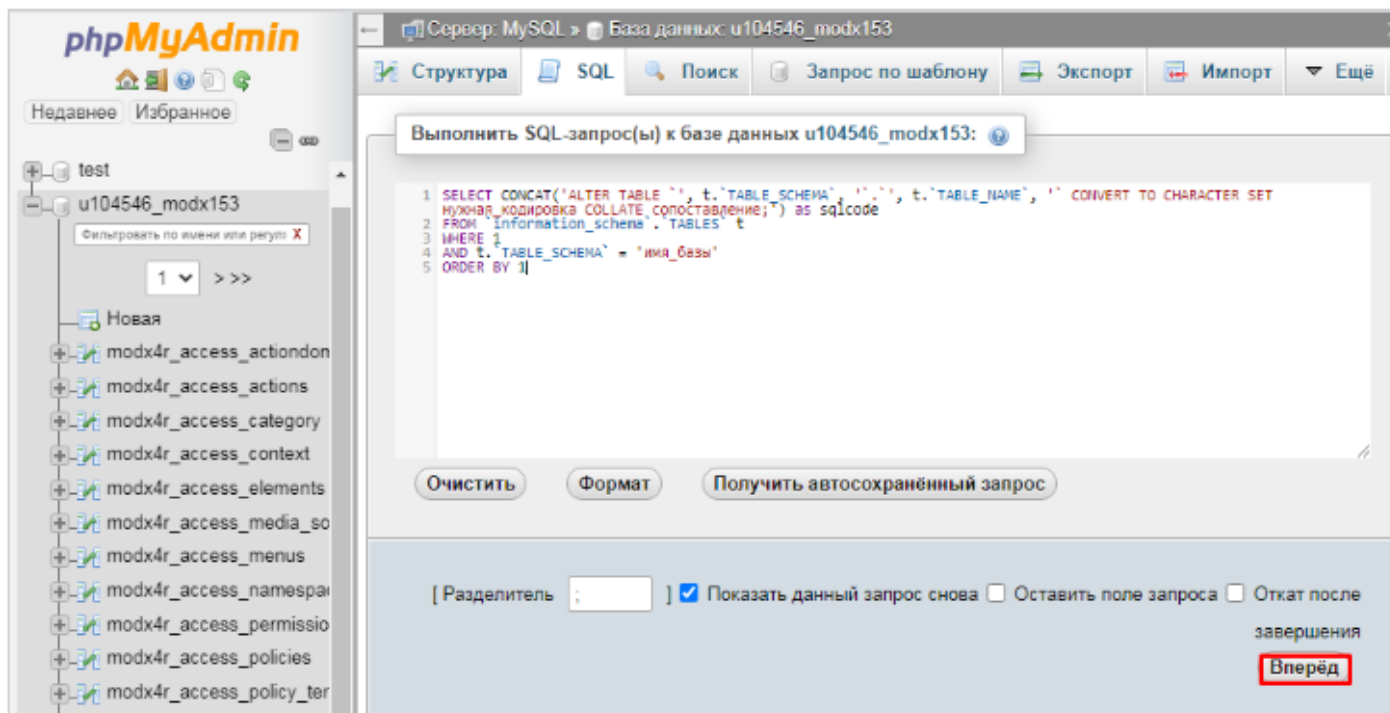 phpMyAdmin
Недавнее Избранное
test
u104546_modx153
Фильтровать по имени или регул X
1 > >>
Новая
modx4r_access_actiondon
modx4r_access_actions
modx4r_access_category
modx4r_access_context
modx4r_access_elements
modx4r_access_media_so
modx4r_access_menus
modx4r_access_namespa
modx4r_access_permissio
modx4r_access_policies
modx4r_access_policy_ter
← Сервер: MySQL » База данных: u104546_modx153
Структура SQL Поиск Запрос по шаблону Экспорт Импорт Ещё
Выполнить SQL-запрос(ы) к базе данных u104546_modx153:
1 SELECT CONCAT('ALTER TABLE `', t.`TABLE_SCHEMA`, '`.`', t.`TABLE_NAME`, '` CONVERT TO CHARACTER SET
нужная_кодировка COLLATE сопоставление;') as sqlcode
2 FROM `information_schema`.`TABLES` t
3 WHERE 1
4 AND t.`TABLE_SCHEMA` = 'имя_базы'
5 ORDER BY 1
Очистить Формат Получить автосохранённый запрос
[ Разделитель ; ] Показать данный запрос снова Оставить поле запроса Откат после
завершения
Вперёд